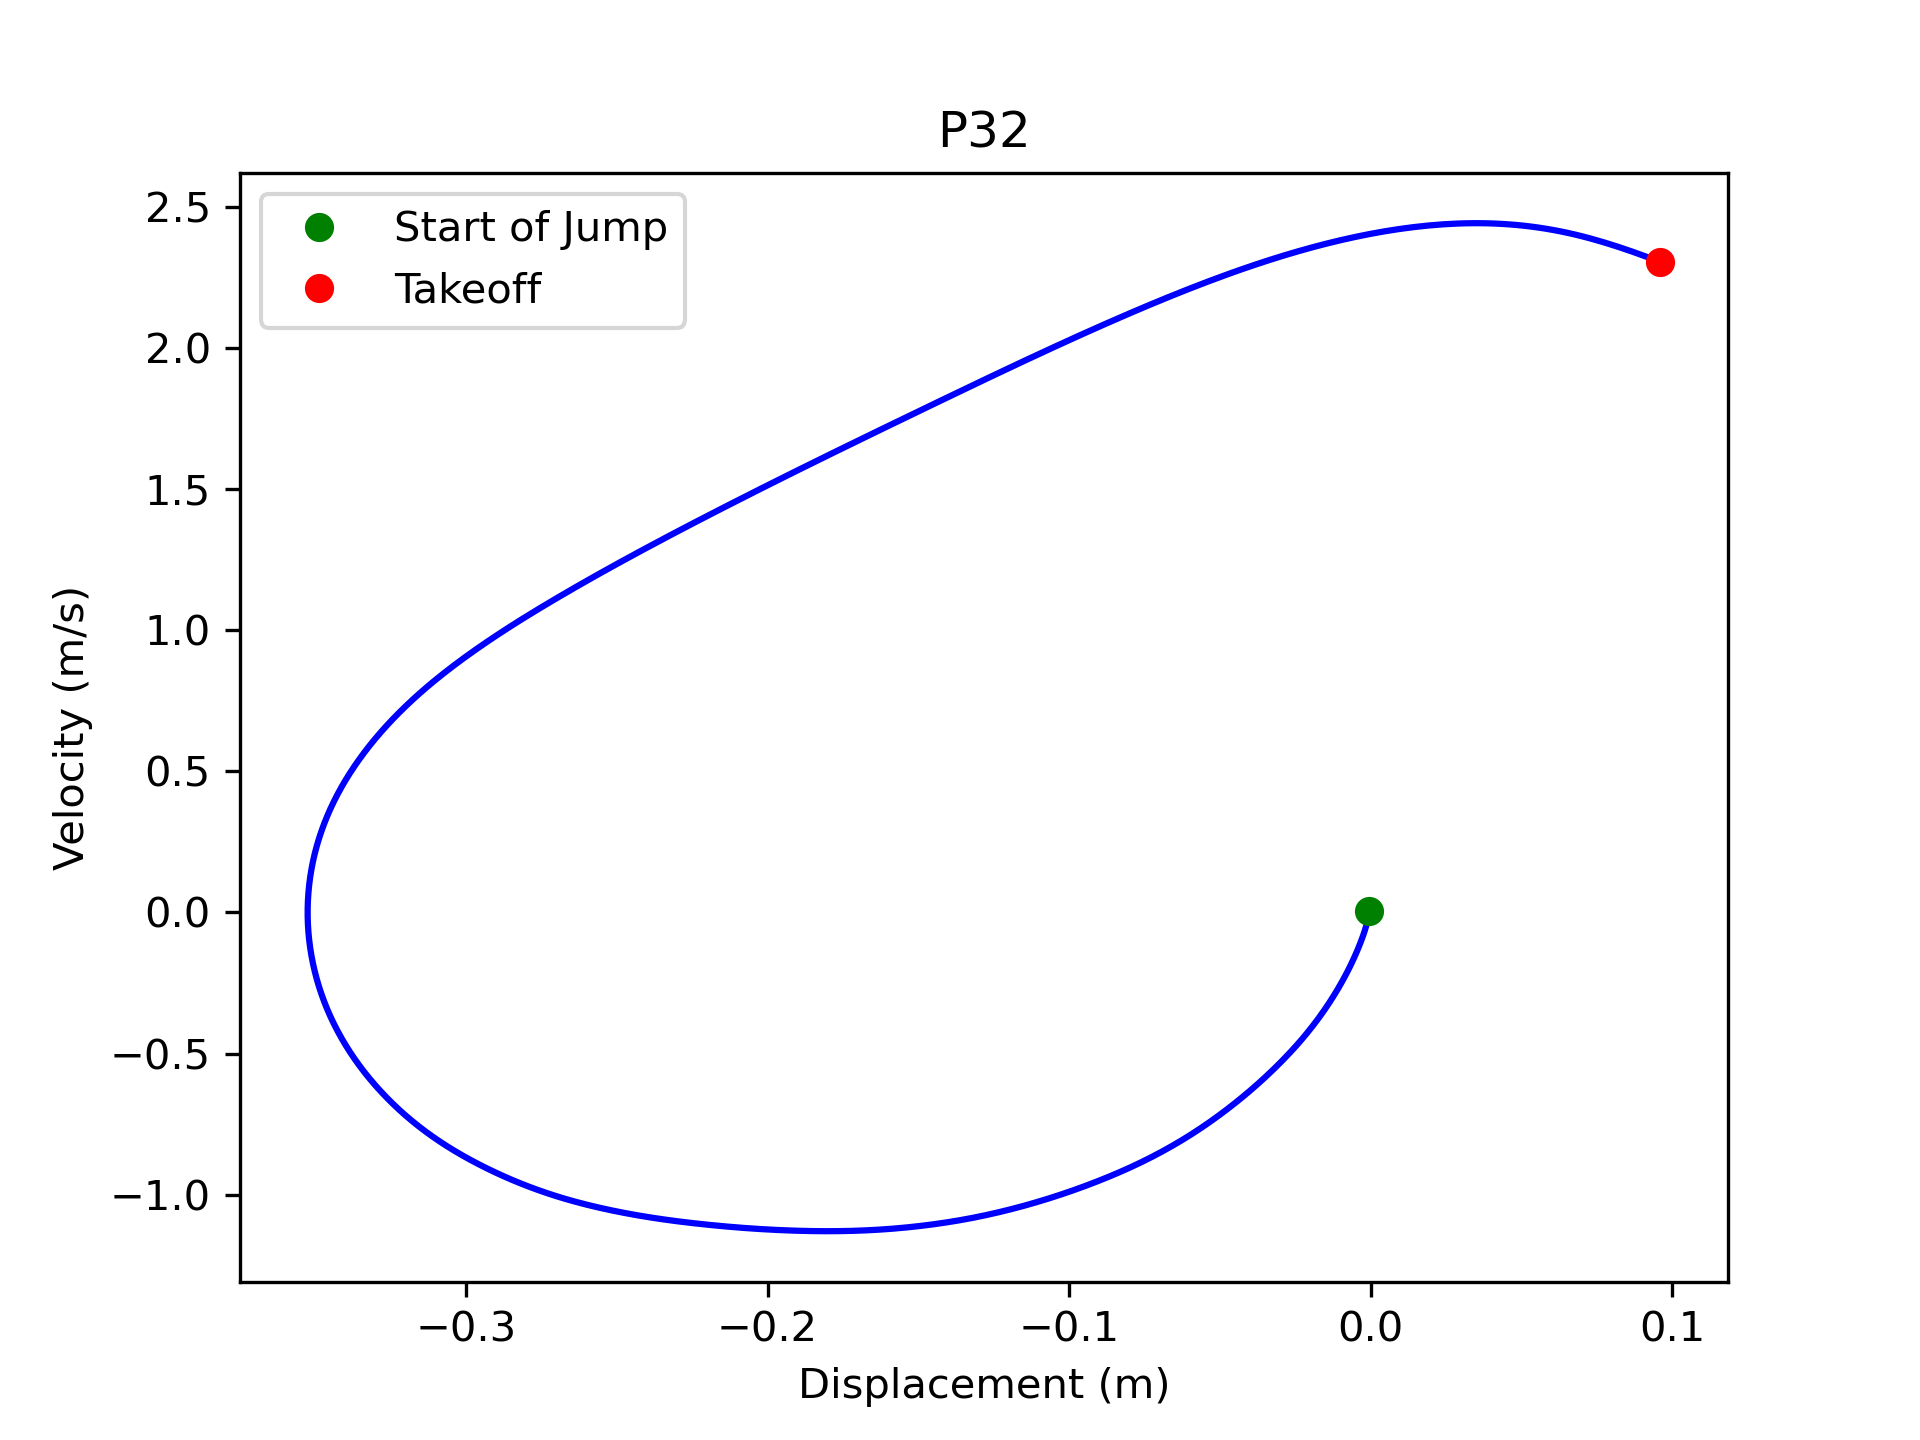 P32
Start of Jump
Takeoff
2.5
2.0
1.5
1.0
0.5
0.0
−0.5
−1.0
Velocity (m/s)
−0.3 −0.2 −0.1 0.0 0.1
Displacement (m)